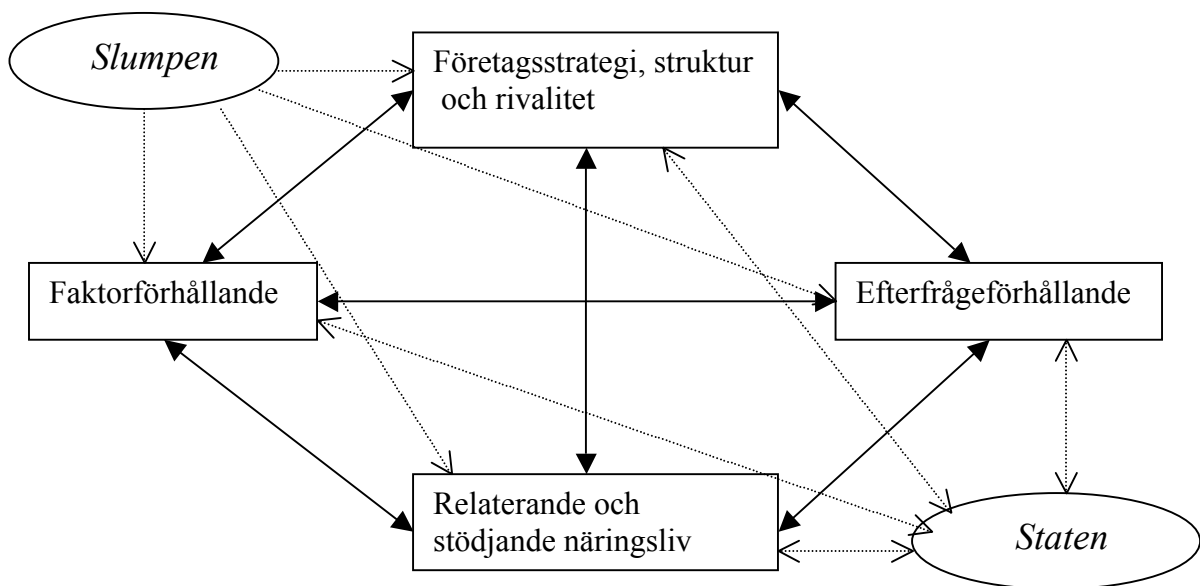 Slumpen
Företagsstrategi, struktur
och rivalitet
Faktorförhållande
Efterfrågeförhållande
Relaterande och
stödjande näringsliv
Staten